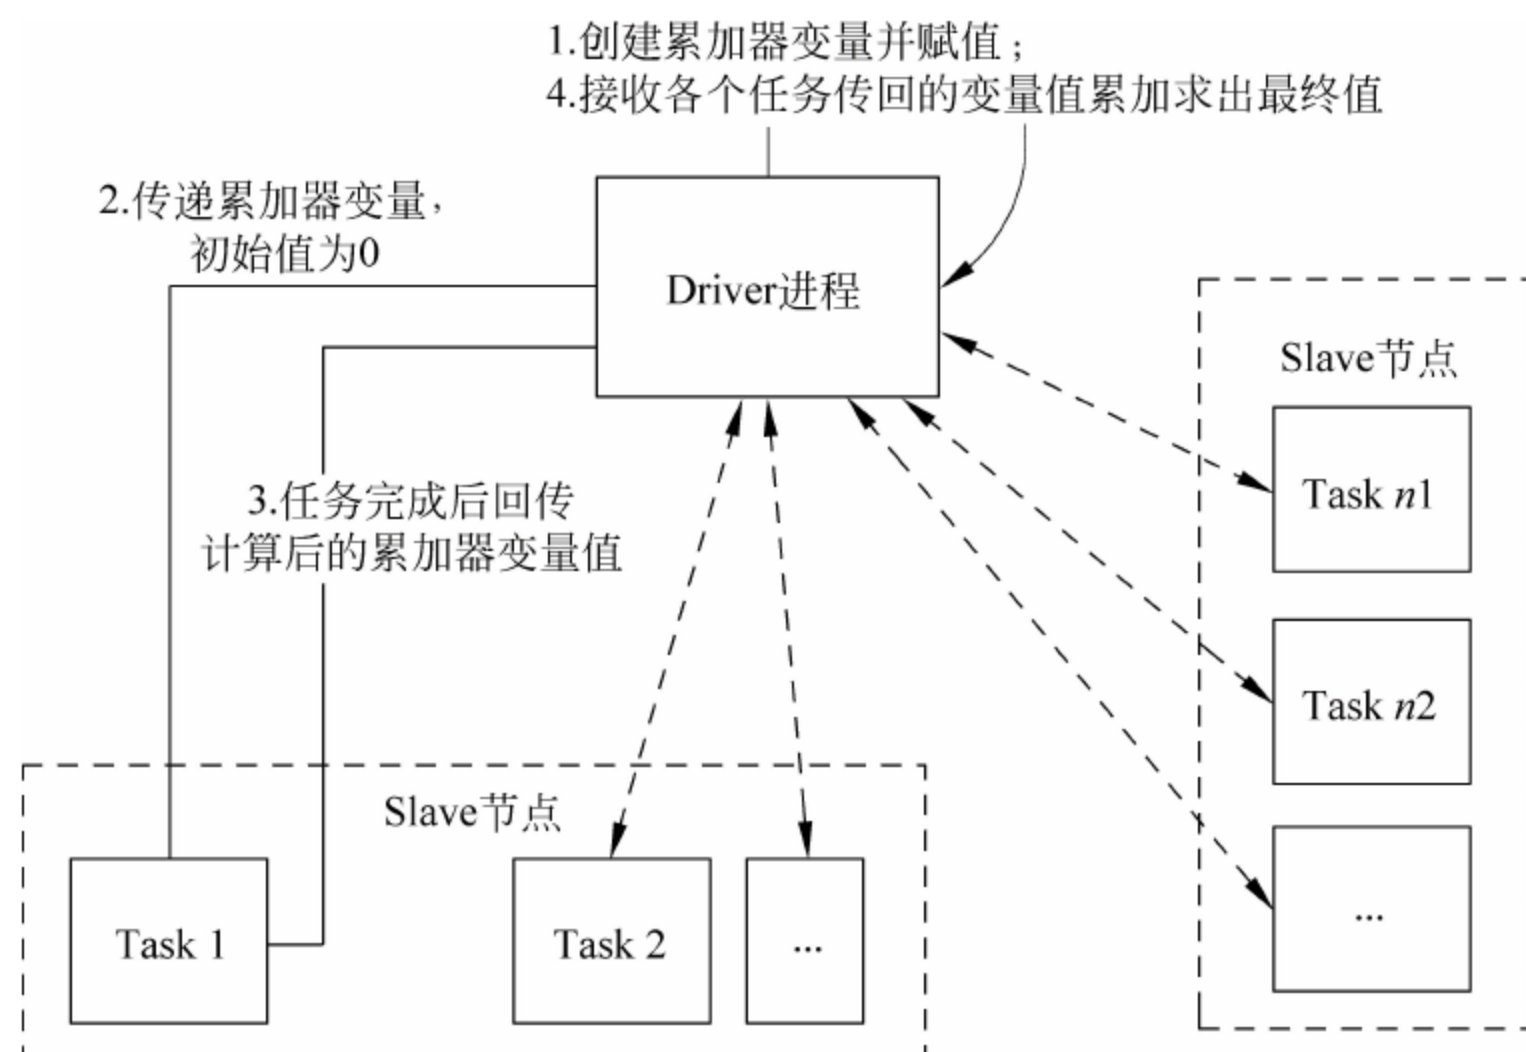 1.创建累加器变量并赋值；
4.接收各个任务传回的变量值累加求出最终值
2.传递累加器变量，
初始值为0
Driver进程
Slave节点
Task n1
3.任务完成后回传
计算后的累加器变量值
Task n2
Slave节点
Task 1
Task 2
...
...